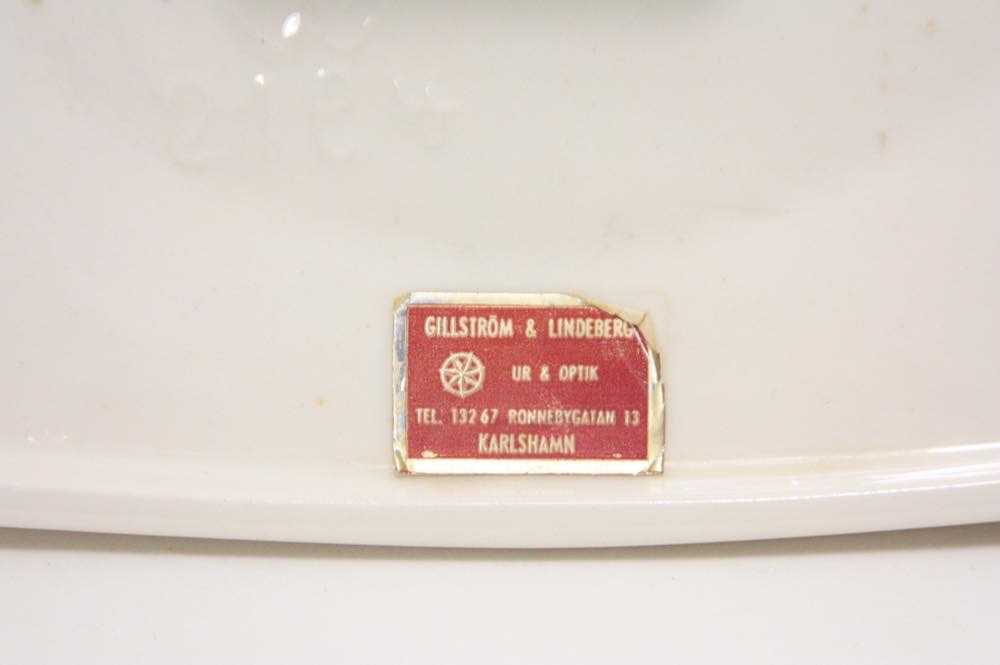 GILLSTRÖM & LINDEBERG
UR & OPTIK
TEL. 132 67 RONNEBYGATAN 13
KARLSHAMN